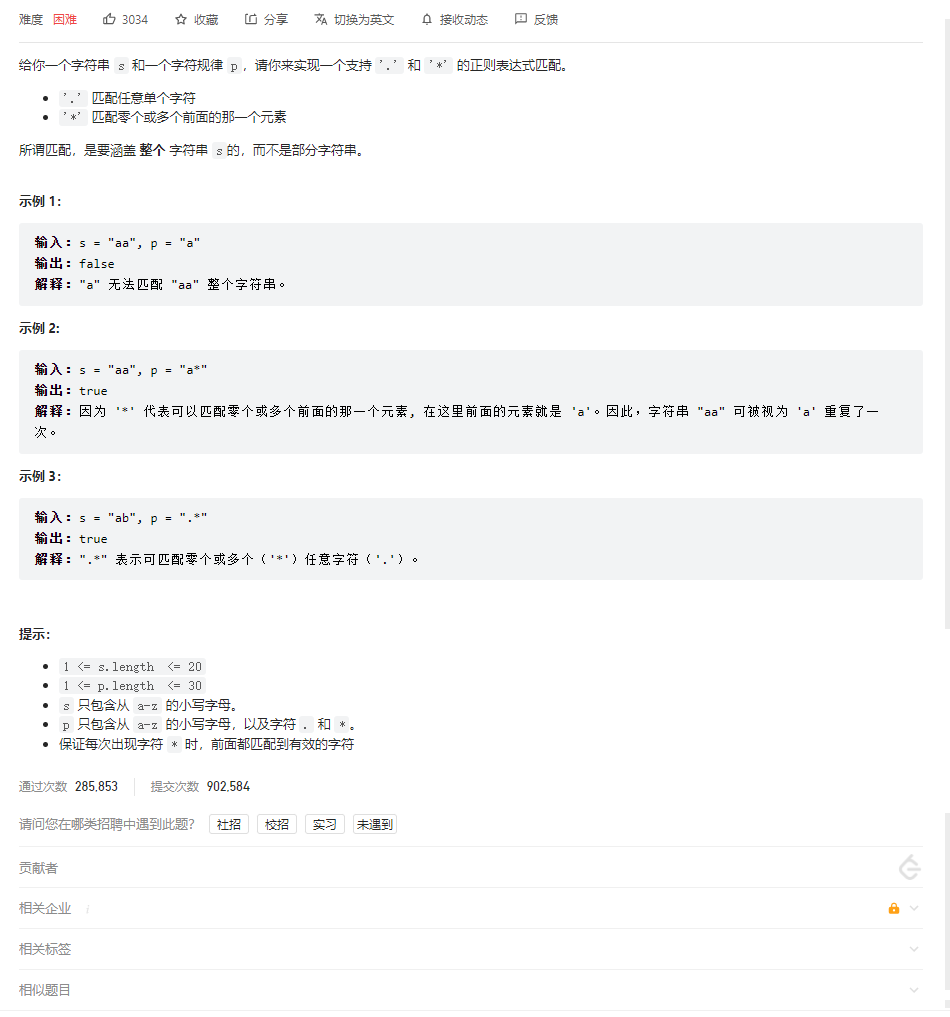 难度 困难 3034 收藏 分享 切换为英文 接收动态 反馈
给你一个字符串 s 和一个字符规律 p，请你来实现一个支持 '.' 和 '*' 的正则表达式匹配。
'.' 匹配任意单个字符
'*' 匹配零个或多个前面的那一个元素
所谓匹配，是要涵盖 整个 字符串 s 的，而不是部分字符串。
示例 1：
输入：s = "aa", p = "a"
输出：false
解释："a" 无法匹配 "aa" 整个字符串。
示例 2:
输入：s = "aa", p = "a*"
输出：true
解释：因为 '*' 代表可以匹配零个或多个前面的那一个元素, 在这里前面的元素就是 'a'。因此，字符串 "aa" 可被视为 'a' 重复了一
次。
示例 3：
输入：s = "ab", p = ".*"
输出：true
解释：".*" 表示可匹配零个或多个（'*'）任意字符（'.'）。
提示：
1 <= s.length <= 20
1 <= p.length <= 30
s 只包含从 a-z 的小写字母。
p 只包含从 a-z 的小写字母，以及字符 . 和 *。
保证每次出现字符 * 时，前面都匹配到有效的字符
通过次数 285,853 提交次数 902,584
请问您在哪类招聘中遇到此题？ 社招 校招 实习 未遇到
贡献者
相关企业 i
相关标签
相似题目